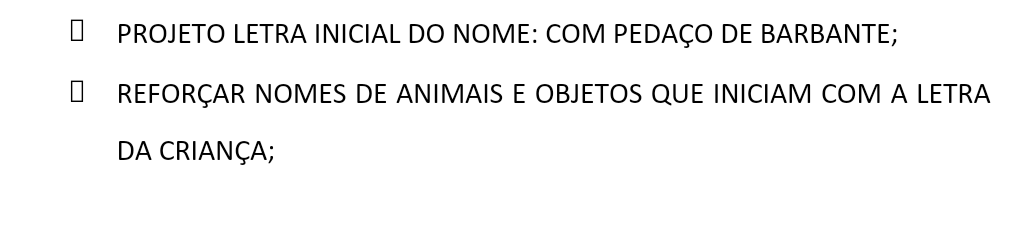 ▯ PROJETO LETRA INICIAL DO NOME: COM PEDAÇO DE BARBANTE;
▯ REFORÇAR NOMES DE ANIMAIS E OBJETOS QUE INICIAM COM A LETRA
DA CRIANÇA;